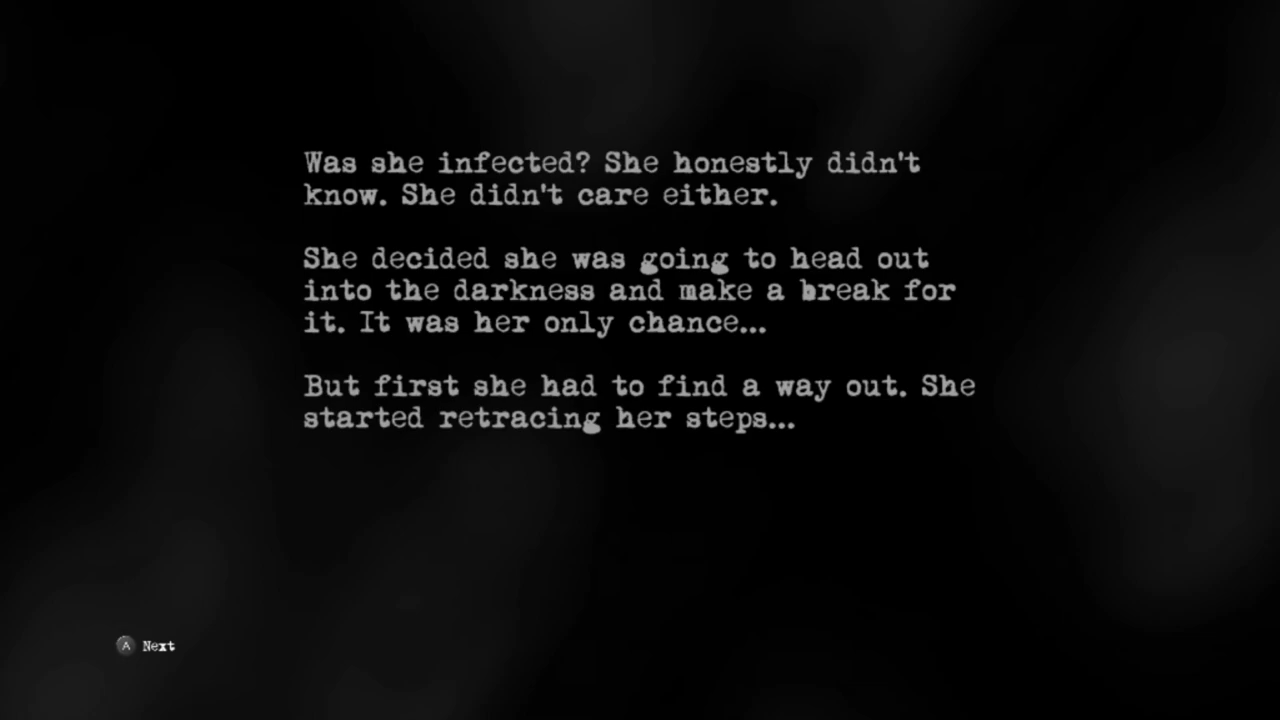 Was she infected? She honestly didn't
know. She didn't care either.
She decided she was going to head out
into the darkness and make a break for
it. It was her only chance...
But first she had to find a way out. She
started retracing her steps...
A Next